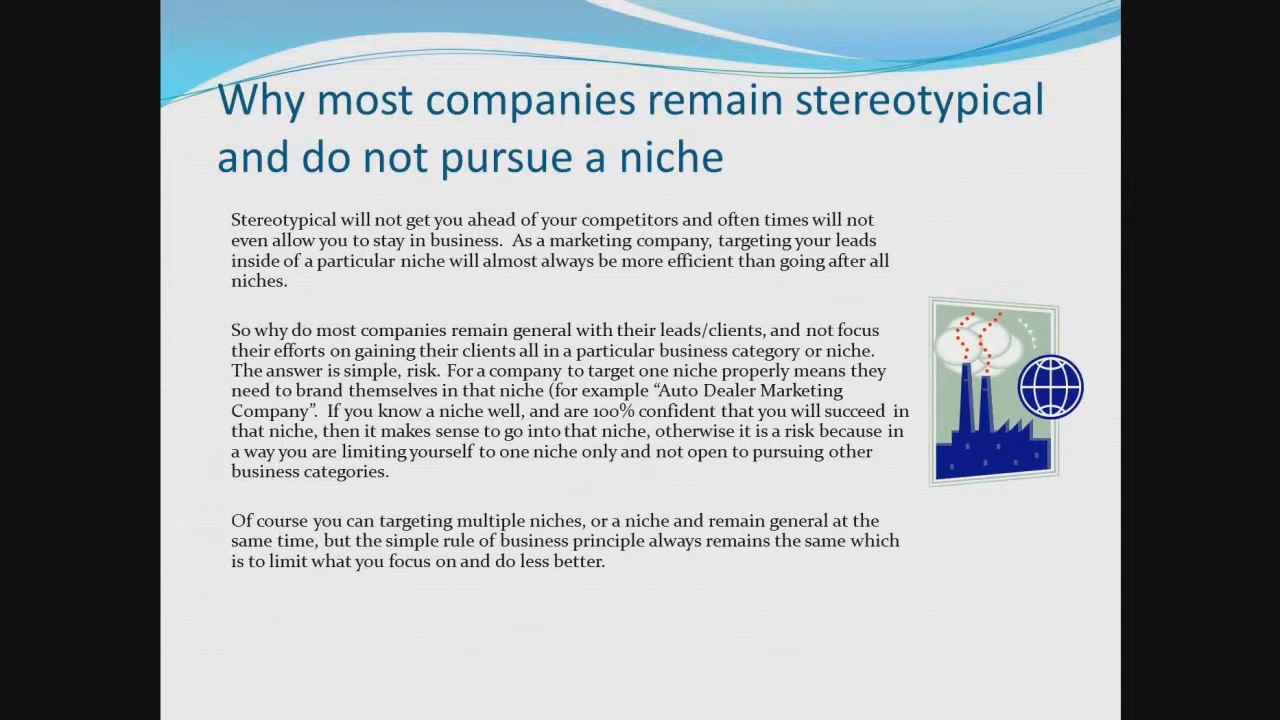 Why most companies remain stereotypical
and do not pursue a niche
Stereotypical will not get you ahead of your competitors and often times will not
even allow you to stay in business.  As a marketing company, targeting your leads
inside of a particular niche will almost always be more efficient than going after all
niches.
So why do most companies remain general with their leads/clients, and not focus
their efforts on gaining their clients all in a particular business category or niche.
The answer is simple, risk.  For a company to target one niche properly means they
need to brand themselves in that niche (for example “Auto Dealer Marketing
Company”.  If you know a niche well, and are 100% confident that you will succeed in
that niche, then it makes sense to go into that niche, otherwise it is a risk because in
a way you are limiting yourself to one niche only and not open to pursuing other
business categories.
Of course you can targeting multiple niches, or a niche and remain general at the
same time, but the simple rule of business principle always remains the same which
is to limit what you focus on and do less better.